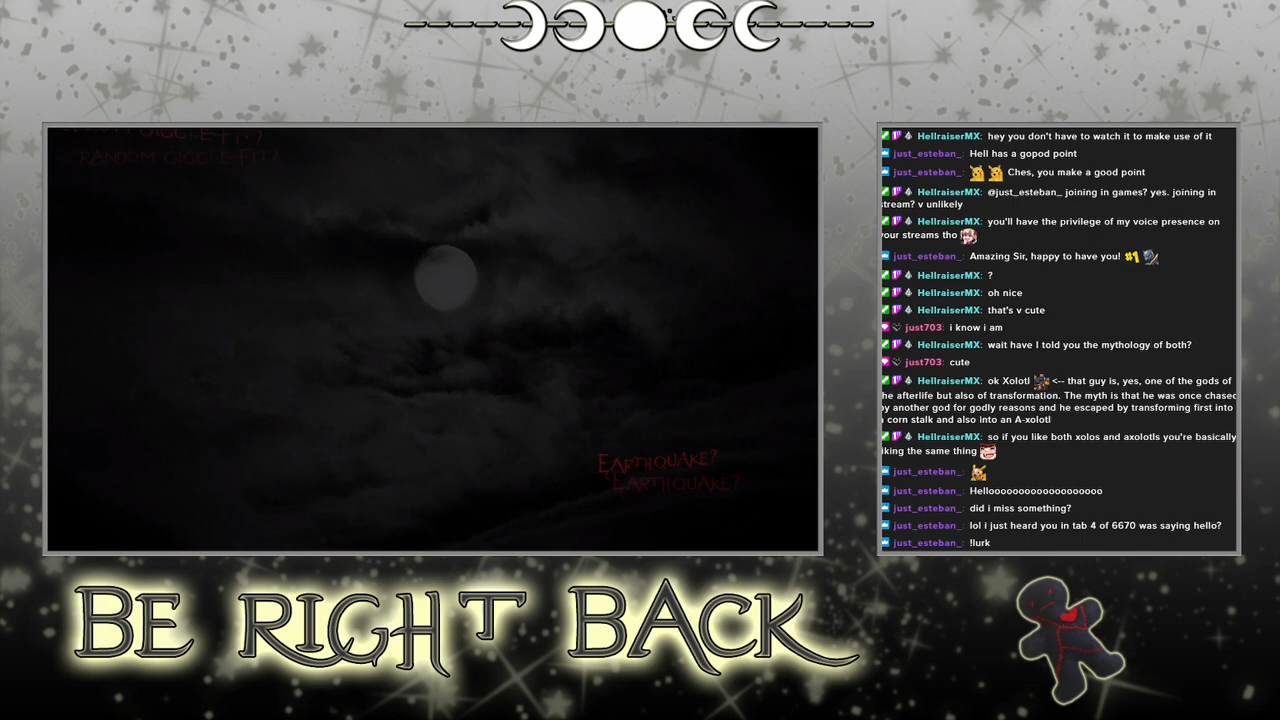 RANDOM GIGGLE-FIT?
RANDOM GIGGLE-FIT?
EARTHQUAKE?
EARTHQUAKE?
HellraiserMX: hey you don't have to watch it to make use of it
just_esteban_: Hell has a gopod point
just_esteban_: Ches, you make a good point
HellraiserMX: @just_esteban_ joining in games? yes. joining in
stream? v unlikely
HellraiserMX: you'll have the privilege of my voice presence on
your streams tho
just_esteban_: Amazing Sir, happy to have you! #1
HellraiserMX: ?
HellraiserMX: oh nice
HellraiserMX: that's v cute
just703: i know i am
HellraiserMX: wait have I told you the mythology of both?
just703: cute
HellraiserMX: ok Xolotl <-- that guy is, yes, one of the gods of
he afterlife but also of transformation. The myth is that he was once chased
by another god for godly reasons and he escaped by transforming first into
a corn stalk and also into an A-xolotl
HellraiserMX: so if you like both xolos and axolotls you're basically
liking the same thing
just_esteban_:
just_esteban_: Helloooooooooooooooooo
just_esteban_: did i miss something?
just_esteban_: lol i just heard you in tab 4 of 6670 was saying hello?
just_esteban_: !lurk
BE RIGHT BACK